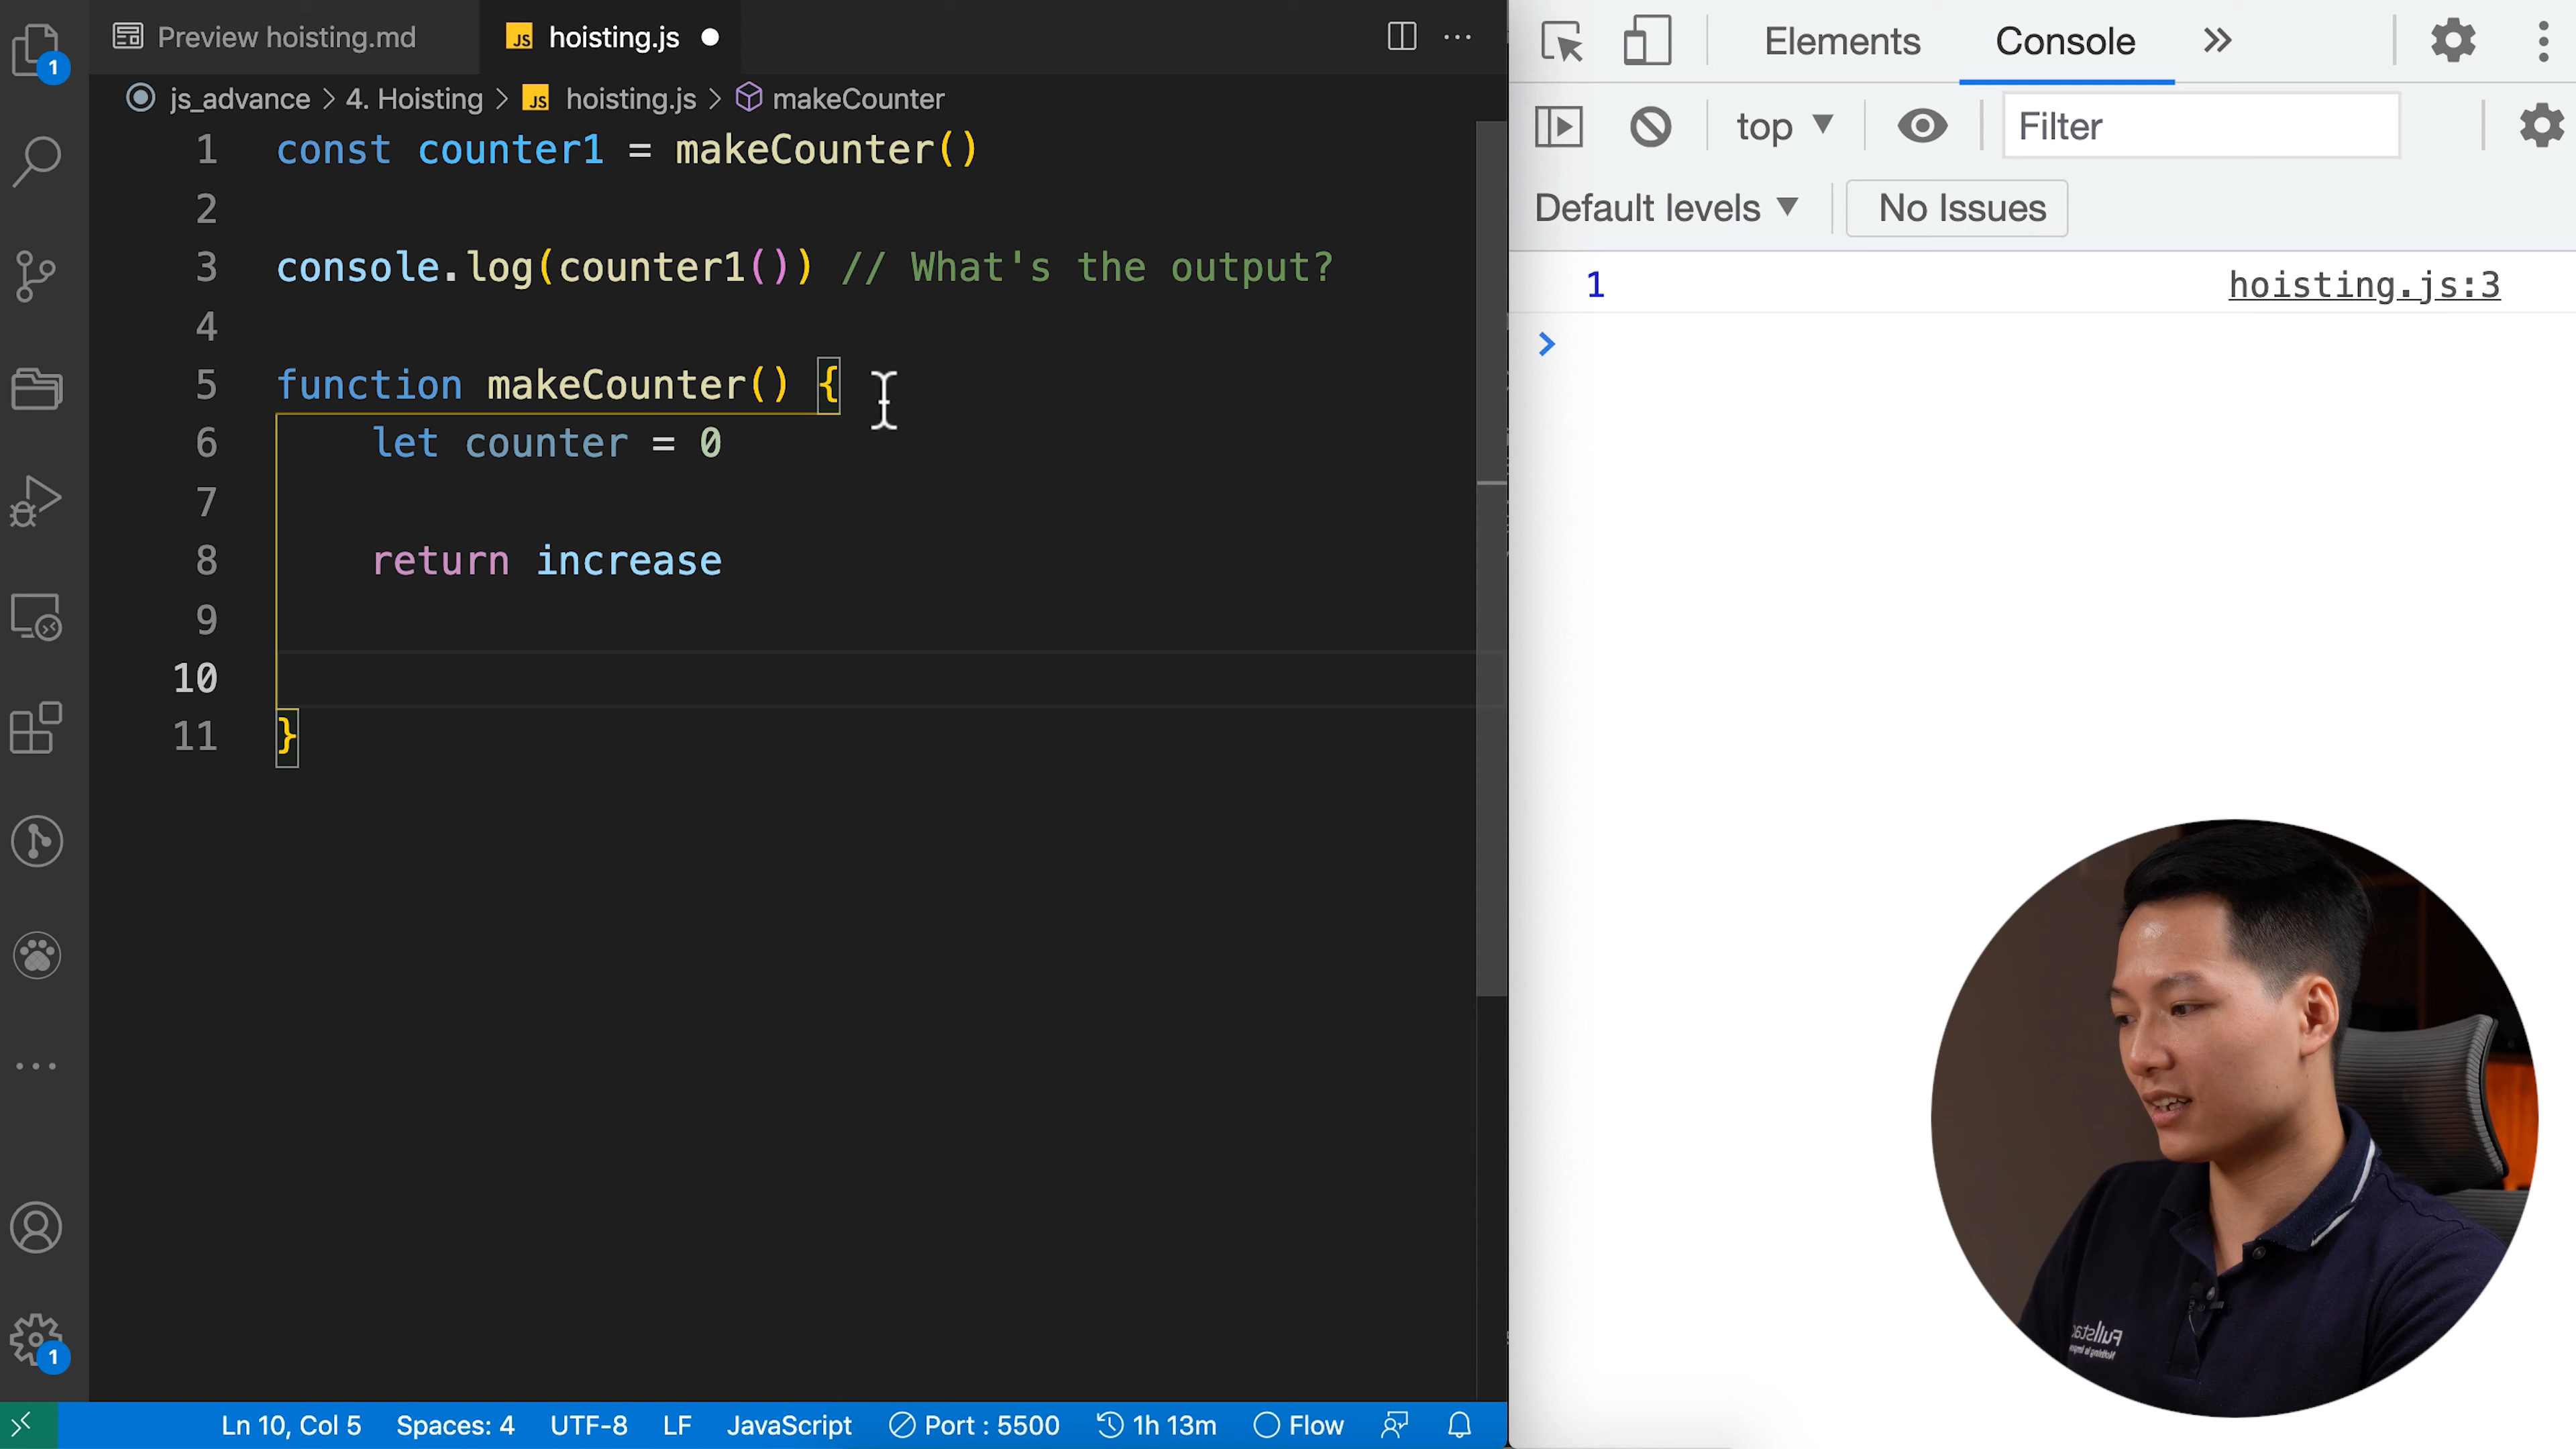 Preview hoisting.md
JS hoisting.js
js_advance > 4. Hoisting > JS hoisting.js > makeCounter
1 const counter1 = makeCounter()
2
3 console.log(counter1()) // What's the output?
4
5 function makeCounter() {
6 let counter = 0
7
8 return increase
9
10
11 }
1
1
Ln 10, Col 5 Spaces: 4 UTF-8 LF JavaScript Port : 5500 1h 13m Flow
Elements Console
top Filter
Default levels No Issues
1 hoisting.js:3
>